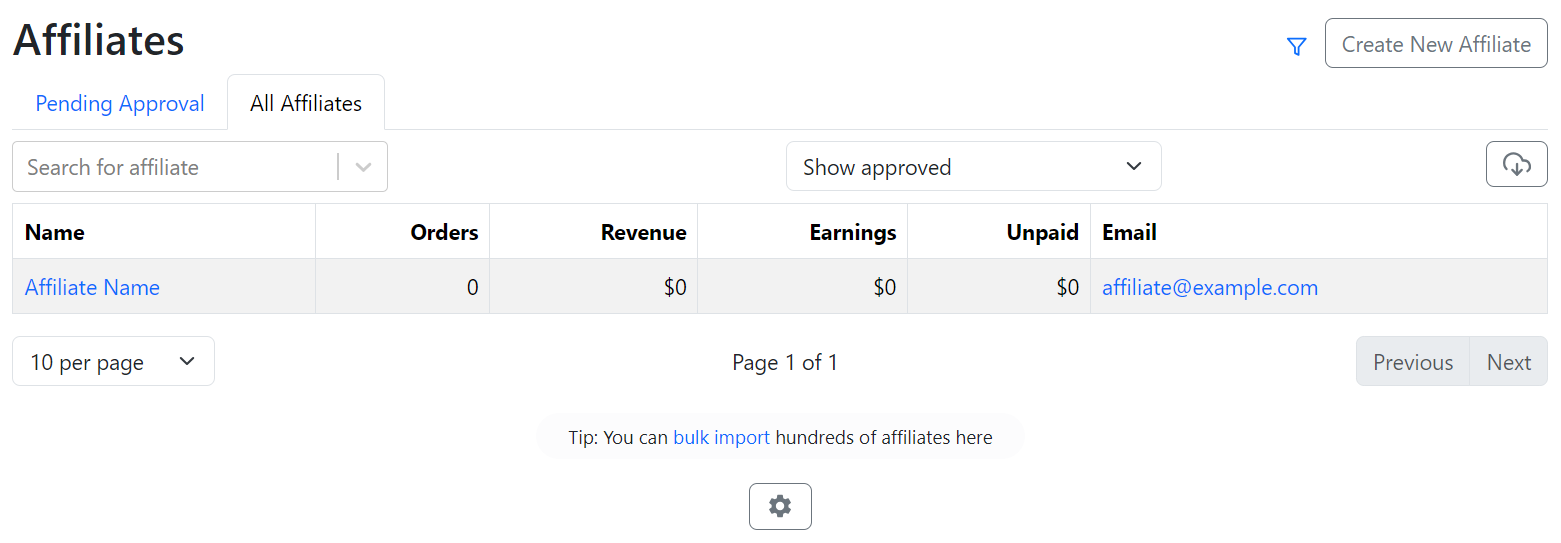 Affiliates
Create New Affiliate
Pending Approval All Affiliates
Search for affiliate Show approved
Name Orders Revenue Earnings Unpaid Email
Affiliate Name 0 $0 $0 $0 affiliate@example.com
10 per page Page 1 of 1 Previous Next
Tip: You can bulk import hundreds of affiliates here